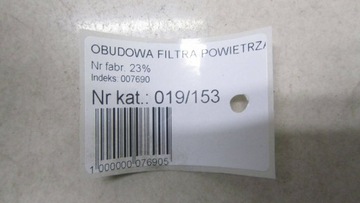 OBUDOWA FILTRA POWIETRZA
Nr fabr. 23%
Indeks: 007690
Nr kat.: 019/153
1 000000 076905